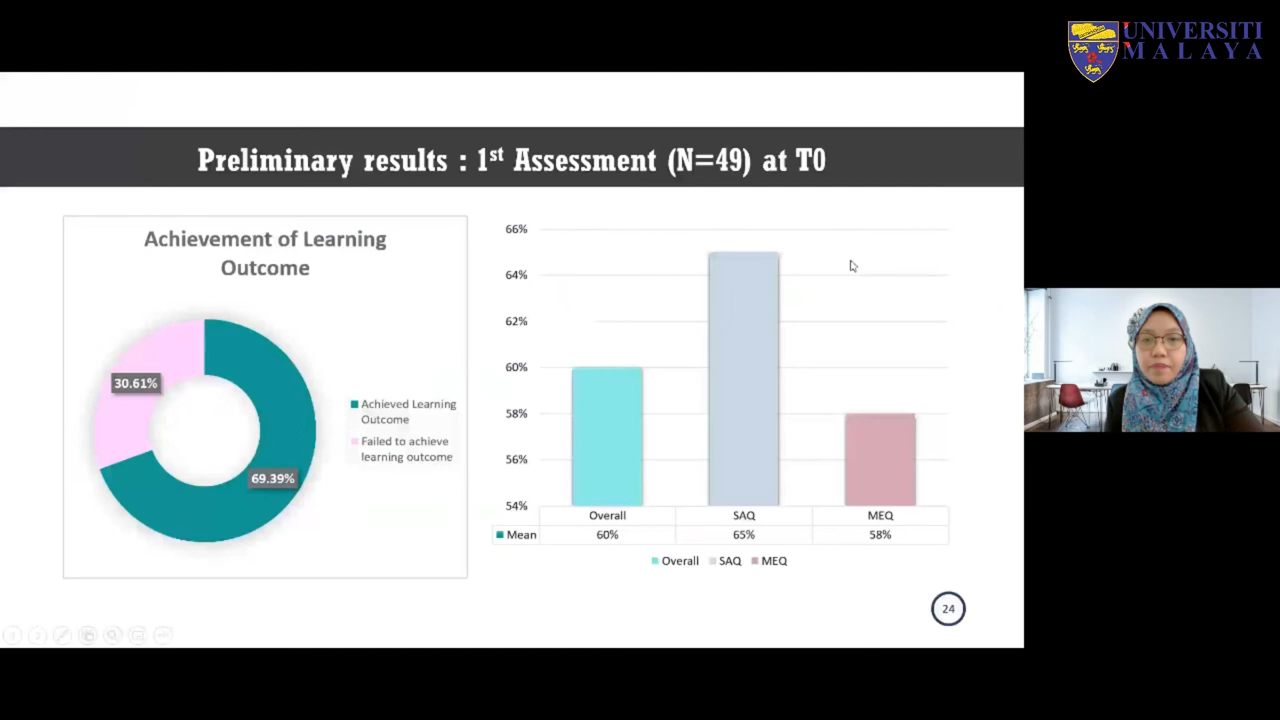 UNIVERSITI
MALAYA
Preliminary results : 1st Assessment (N=49) at T0
Achievement of Learning
Outcome
30.61%
69.39%
Achieved Learning
Outcome
Failed to achieve
learning outcome
66%
64%
62%
60%
58%
56%
54%
Overall SAQ MEQ
Mean 60% 65% 58%
Overall SAQ MEQ
24